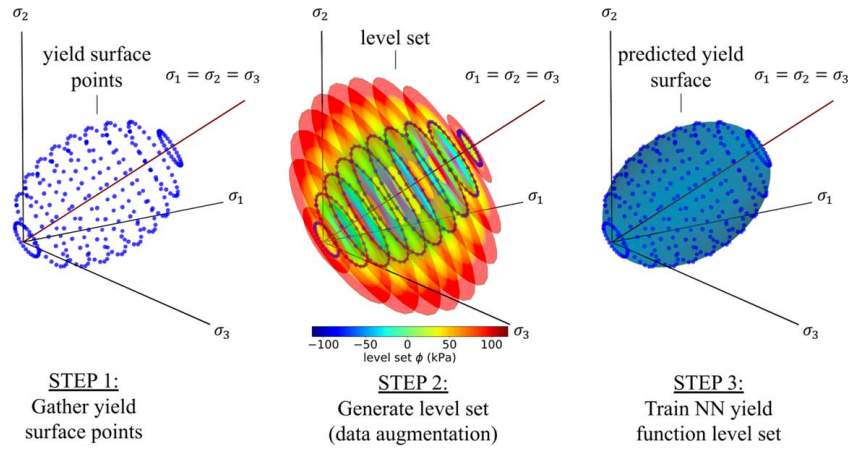 σ₂
yield surface
points
σ₁ = σ₂ = σ₃
σ₁
σ₃
STEP 1:
Gather yield
surface points
σ₂
level set
σ₁ = σ₂ = σ₃
σ₁
σ₃
−100 −50 0 50 100
level set ϕ (kPa)
STEP 2:
Generate level set
(data augmentation)
σ₂
predicted yield
surface
σ₁ = σ₂ = σ₃
σ₁
σ₃
STEP 3:
Train NN yield
function level set